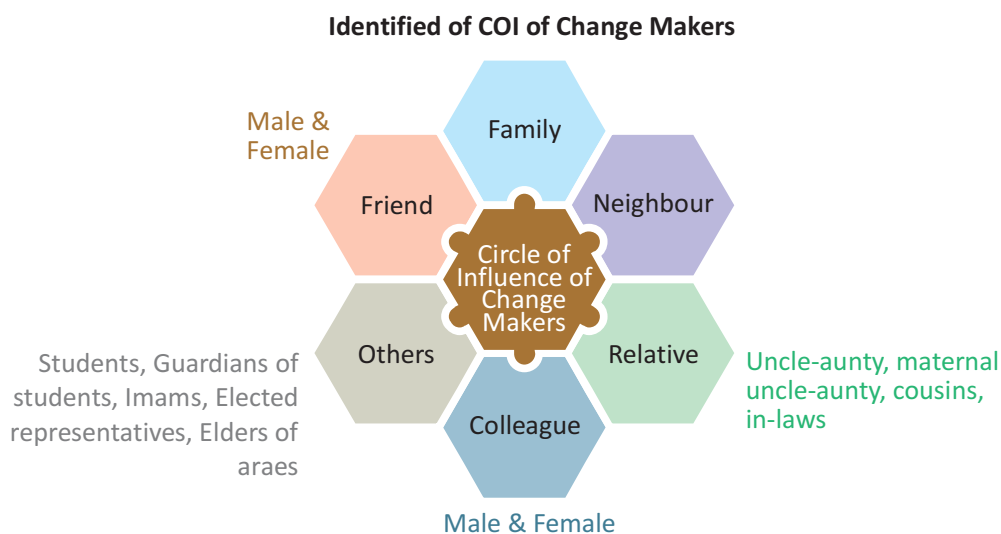 Identified of COI of Change Makers
Male &
Female
Family
Friend
Neighbour
Circle of
Influence of
Change
Makers
Others
Relative
Students, Guardians of
students, Imams, Elected
representatives, Elders of
araes
Uncle-aunty, maternal
uncle-aunty, cousins,
in-laws
Colleague
Male & Female